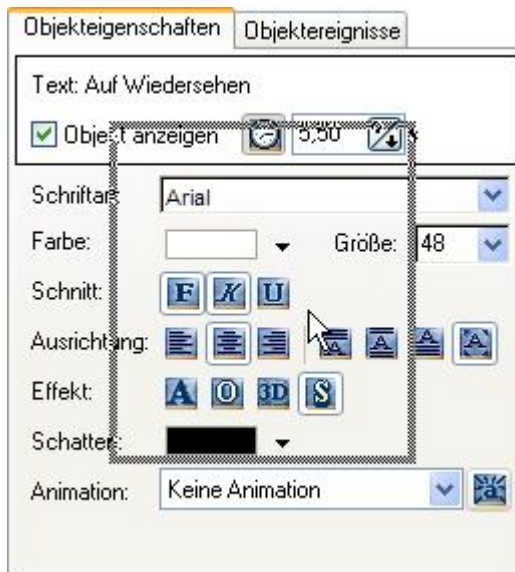 Objekteigenschaften Objektereignisse
Text: Auf Wiedersehen
Objekt anzeigen 5,50 %
Schriftart: Arial
Farbe: Größe: 48
Schnitt: F K U
Ausrichtung: A A A A
Effekt: A O 3D S
Schatten:
Animation: Keine Animation a